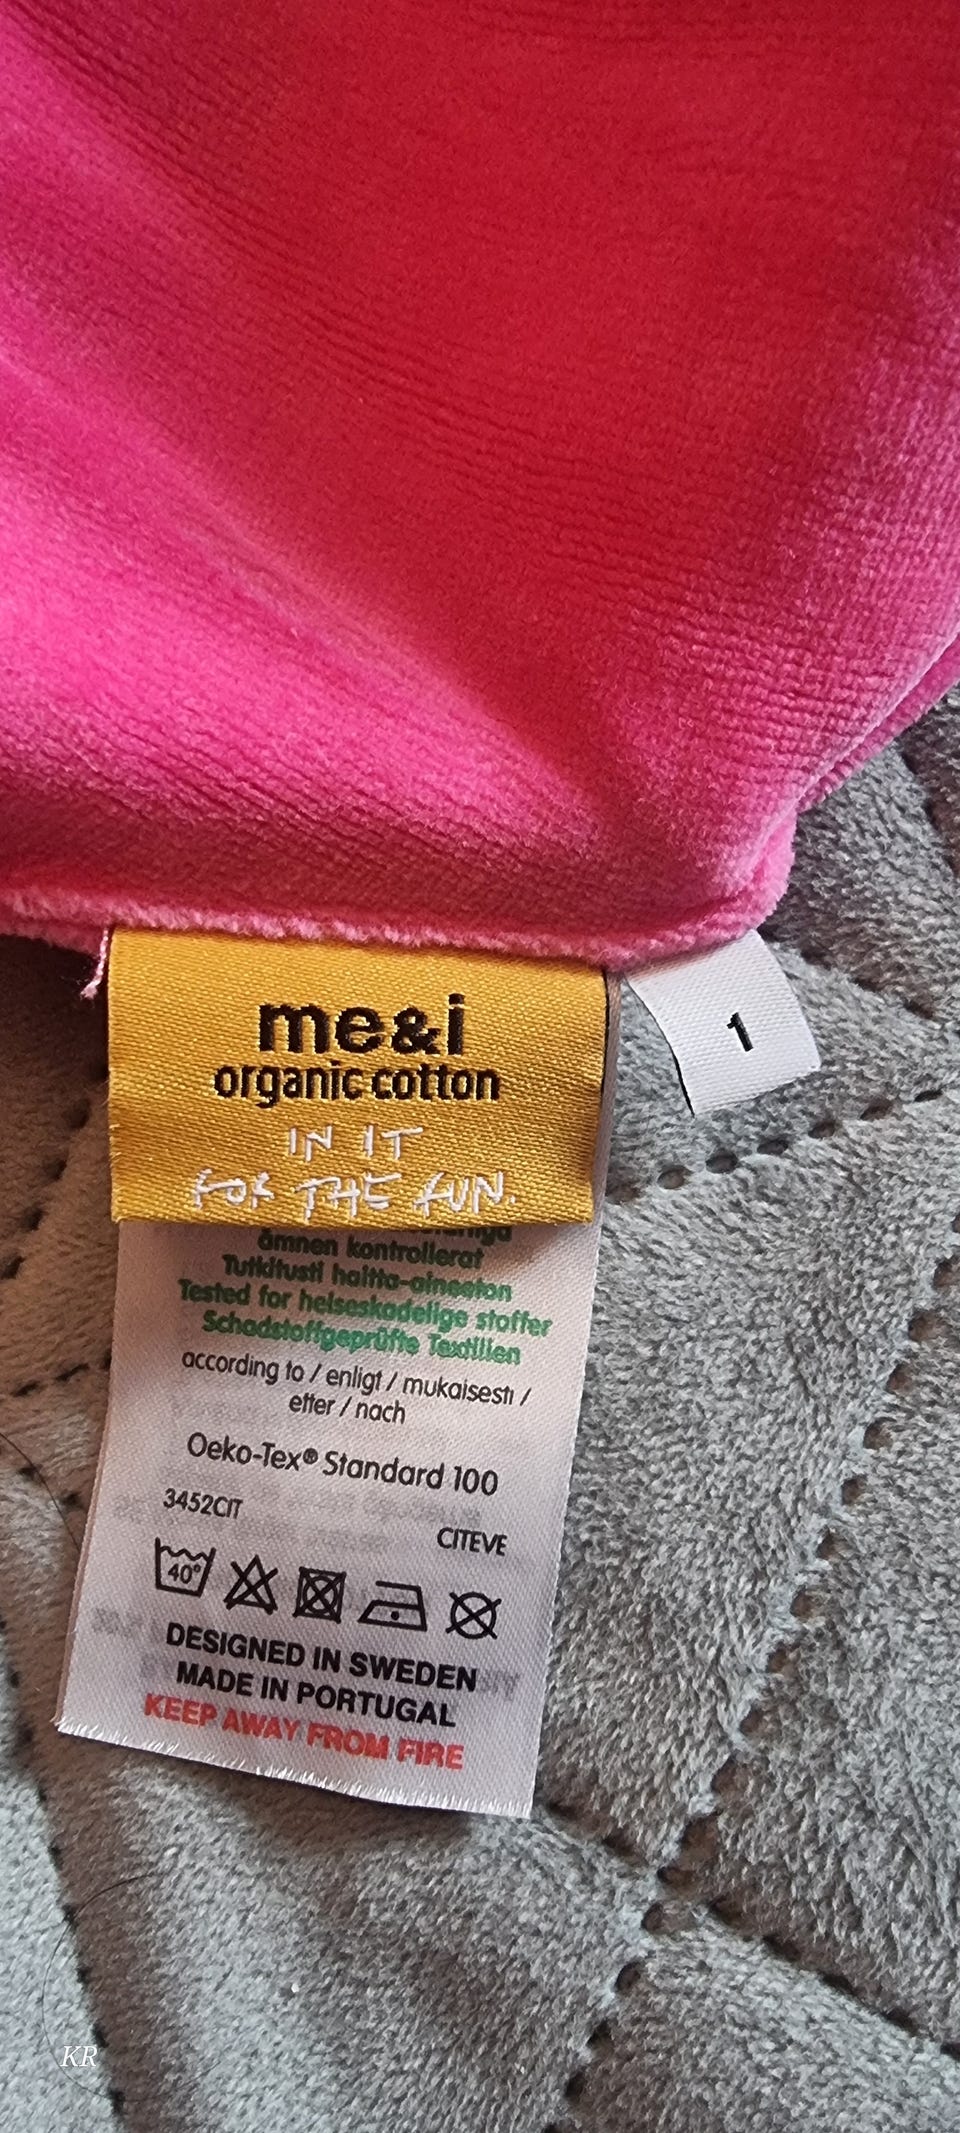 me&i
organic cotton
IN IT
FOR THE FUN.
1
ämnen kontrollerat
Tutkitusti haitta-aineeton
Tested for helseskadelige stoffer
Schadstoffgeprüfte Textilien
according to / enligt / mukaisesti /
efter / nach
Oeko-Tex® Standard 100
3452CIT
CITEVE
40°
DESIGNED IN SWEDEN
MADE IN PORTUGAL
KEEP AWAY FROM FIRE
KR